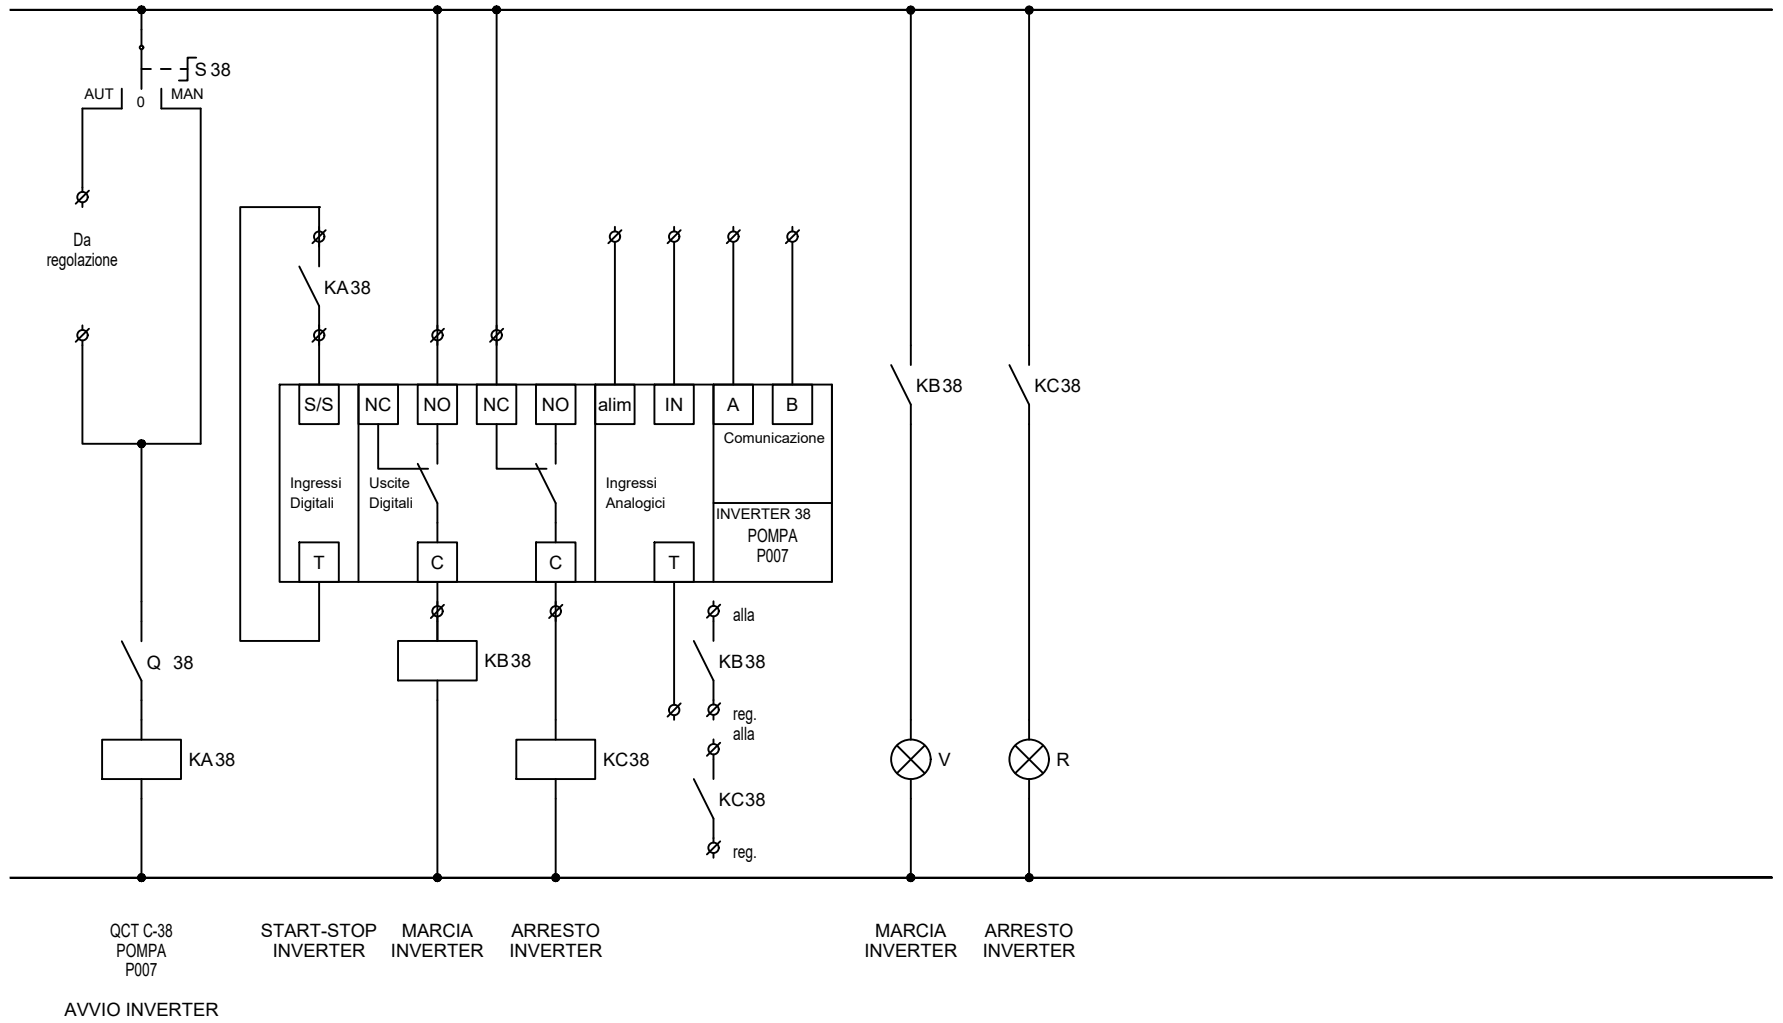 S 38
AUT 0 MAN
Da
regolazione
KA38
KB38
KC38
S/S NC NO NC NO alim IN A B
Comunicazione
Ingressi
Digitali
Uscite
Digitali
Ingressi
Analogici
INVERTER 38
POMPA
P007
T C C T
alla
KB38
reg.
alla
KC38
reg.
Q 38
KA38
KB38
KC38
V
R
QCT C-38
POMPA
P007
AVVIO INVERTER
START-STOP
INVERTER
MARCIA
INVERTER
ARRESTO
INVERTER
MARCIA
INVERTER
ARRESTO
INVERTER